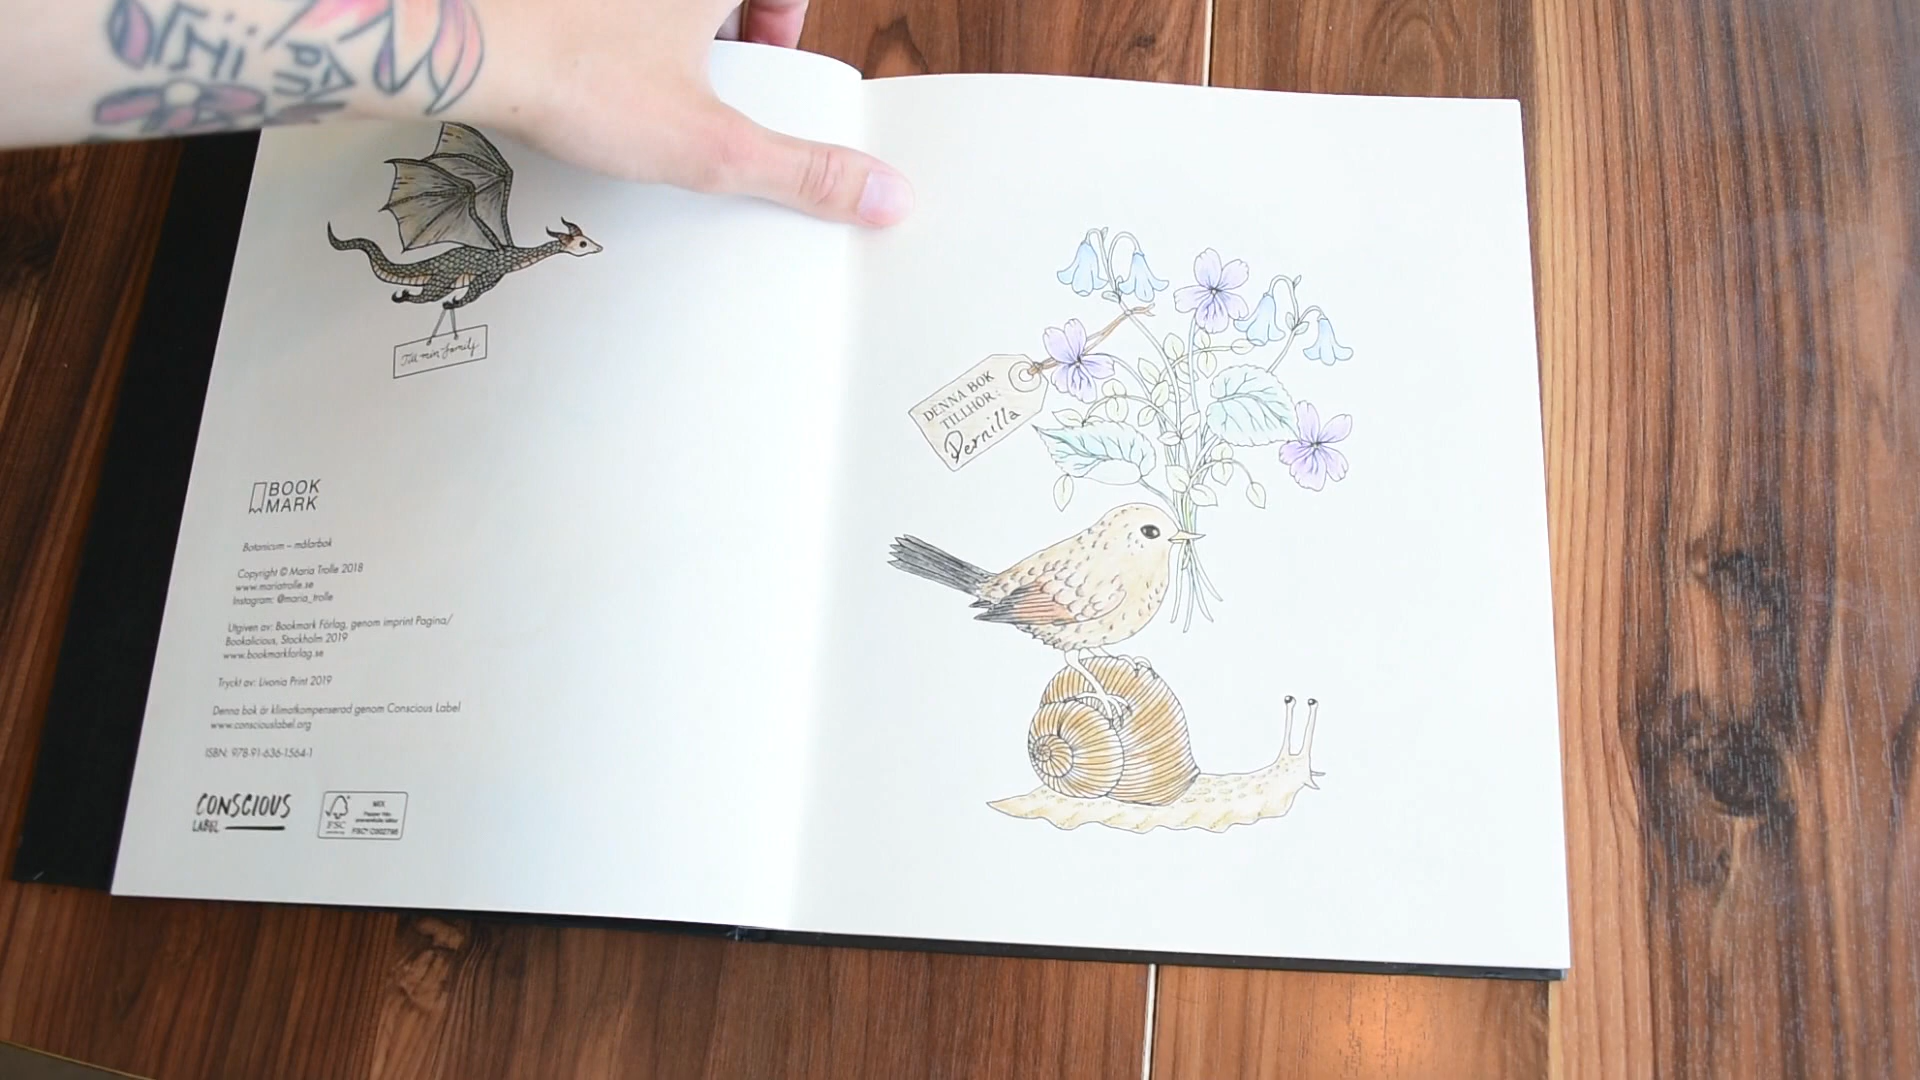 Till min familj
BOOK
MARK
Botanicum – målarbok
Copyright © Maria Trolle 2018
www.mariatrolle.se
Instagram: @maria_trolle
Utgiven av: Bookmark Förlag, genom imprint Pagina/
Bookalicious, Stockholm 2019
www.bookmarkforlag.se
Tryckt av: Livonia Print 2019
Denna bok är klimatkompenserad genom Conscious Label
www.consciouslabel.org
ISBN: 978-91-636-1564-1
CONSCIOUS
LABEL
FSC
MIX
FSC® C002795
DENNA BOK
TILLHÖR:
Pernilla